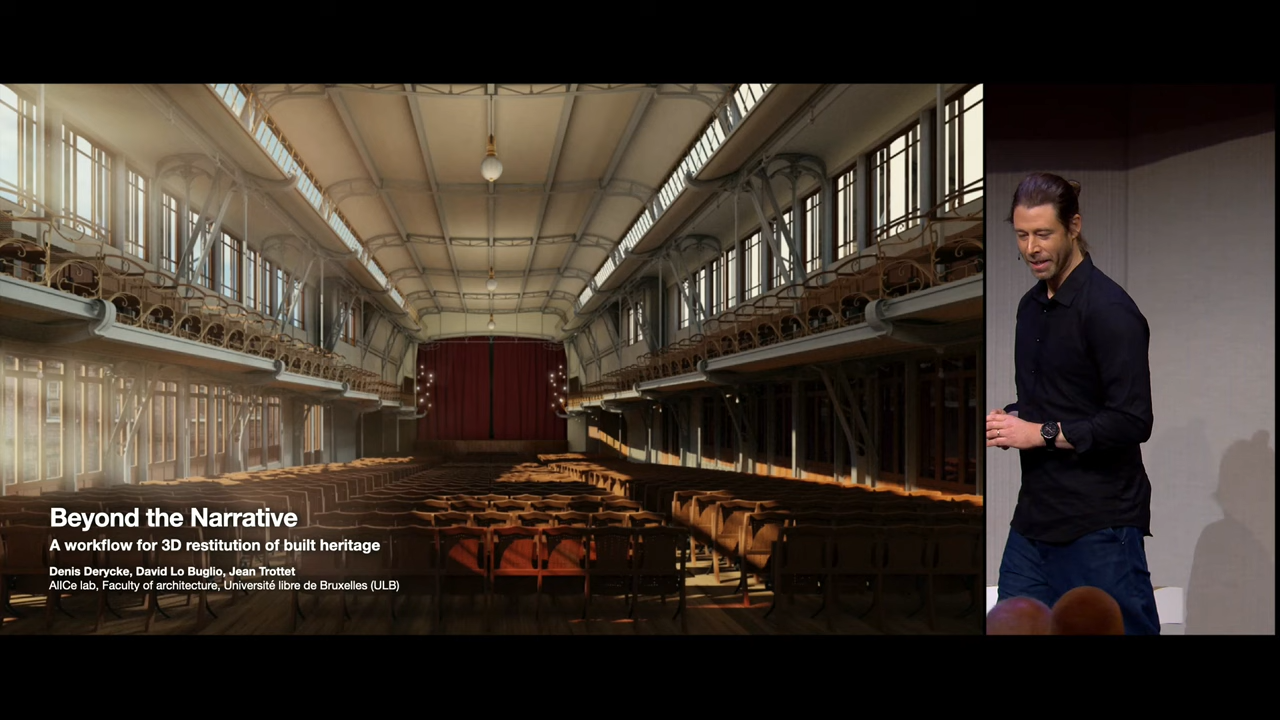 Beyond the Narrative
A workflow for 3D restitution of built heritage
Denis Derycke, David Lo Buglio, Jean Trottet
AlICe lab, Faculty of architecture, Université libre de Bruxelles (ULB)